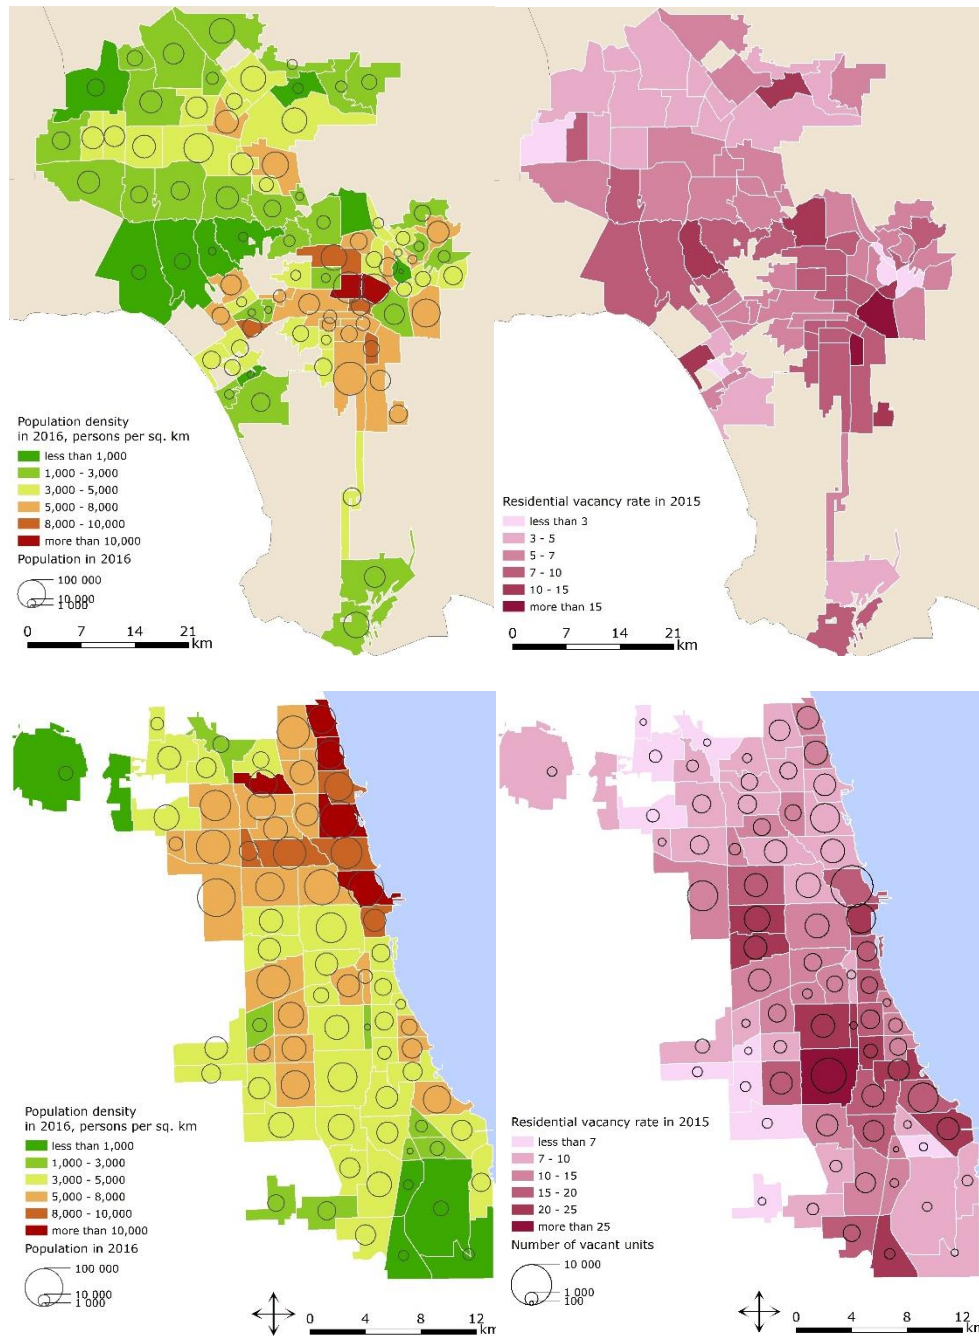 Population density
in 2016, persons per sq. km
less than 1,000
1,000 - 3,000
3,000 - 5,000
5,000 - 8,000
8,000 - 10,000
more than 10,000
Population in 2016
100 000
10 000
1 000
0 7 14 21
km
Residential vacancy rate in 2015
less than 3
3 - 5
5 - 7
7 - 10
10 - 15
more than 15
0 7 14 21
km
Population density
in 2016, persons per sq. km
less than 1,000
1,000 - 3,000
3,000 - 5,000
5,000 - 8,000
8,000 - 10,000
more than 10,000
Population in 2016
100 000
10 000
1 000
0 4 8 12
km
Residential vacancy rate in 2015
less than 7
7 - 10
10 - 15
15 - 20
20 - 25
more than 25
Number of vacant units
10 000
1 000
100
0 4 8 12
km